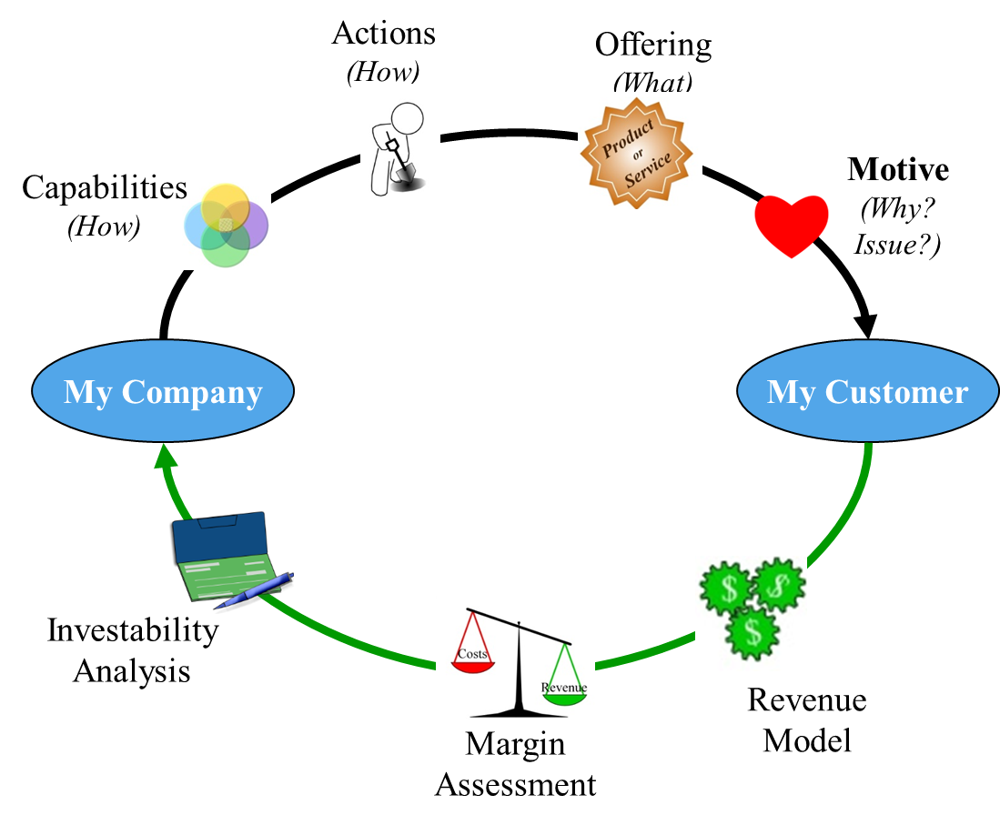 Actions
(How)
Offering
(What)
Product
or
Service
Motive
(Why?
Issue?)
Capabilities
(How)
My Company
My Customer
Investability
Analysis
Costs
Revenue
Margin
Assessment
$
$
$
Revenue
Model